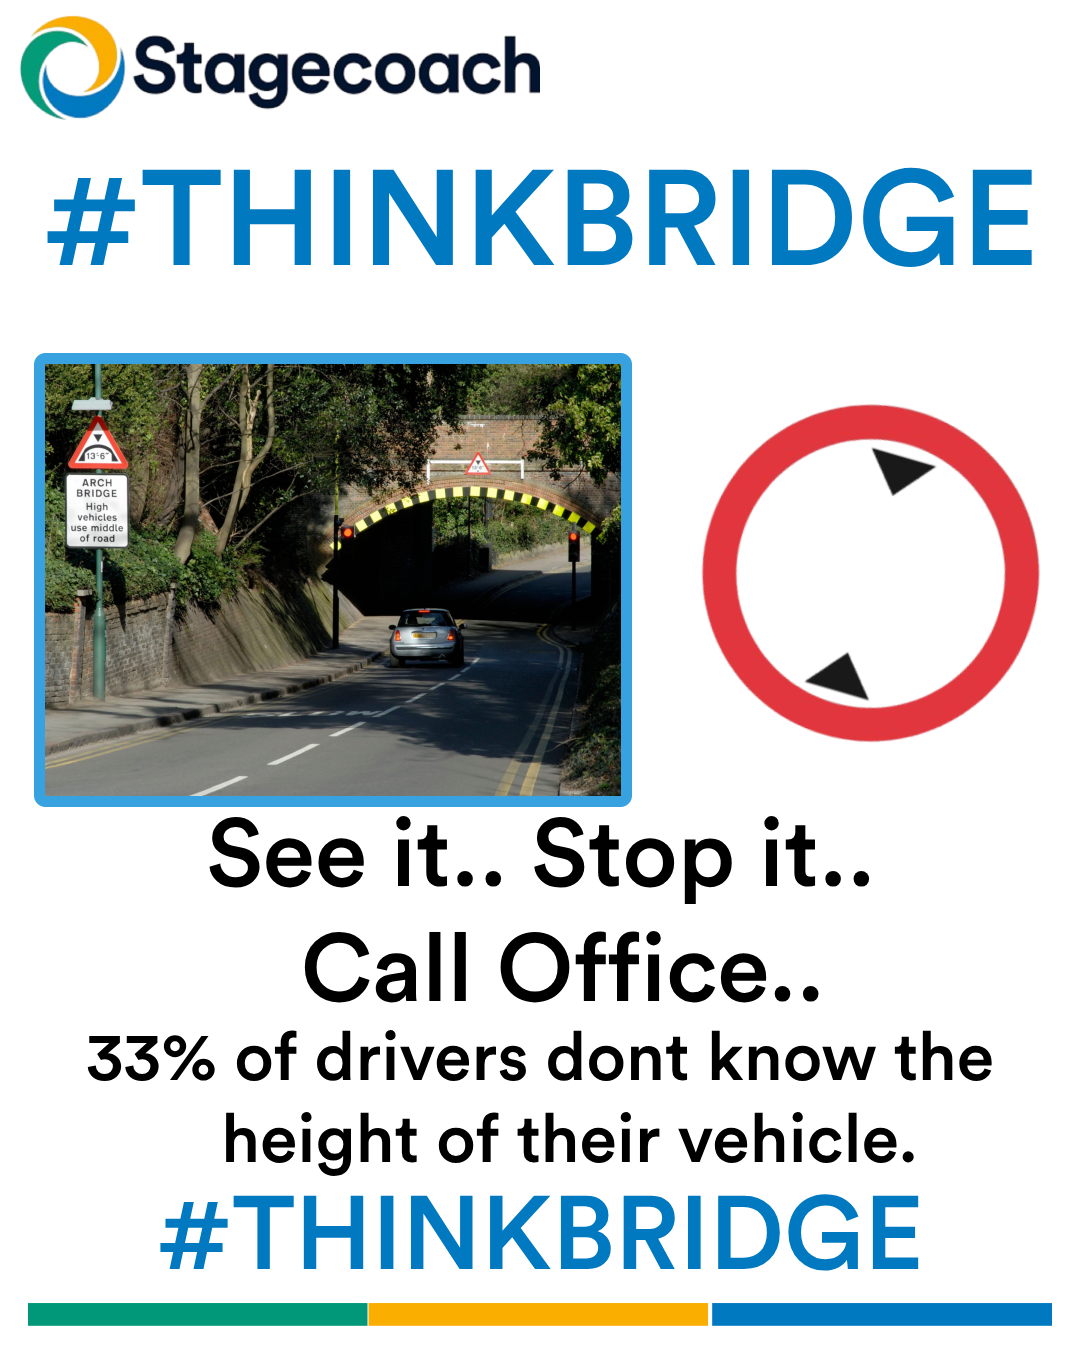 Stagecoach
#THINKBRIDGE
13'6"
ARCH
BRIDGE
High
vehicles
use middle
of road
See it.. Stop it..
Call Office..
33% of drivers dont know the
height of their vehicle.
#THINKBRIDGE